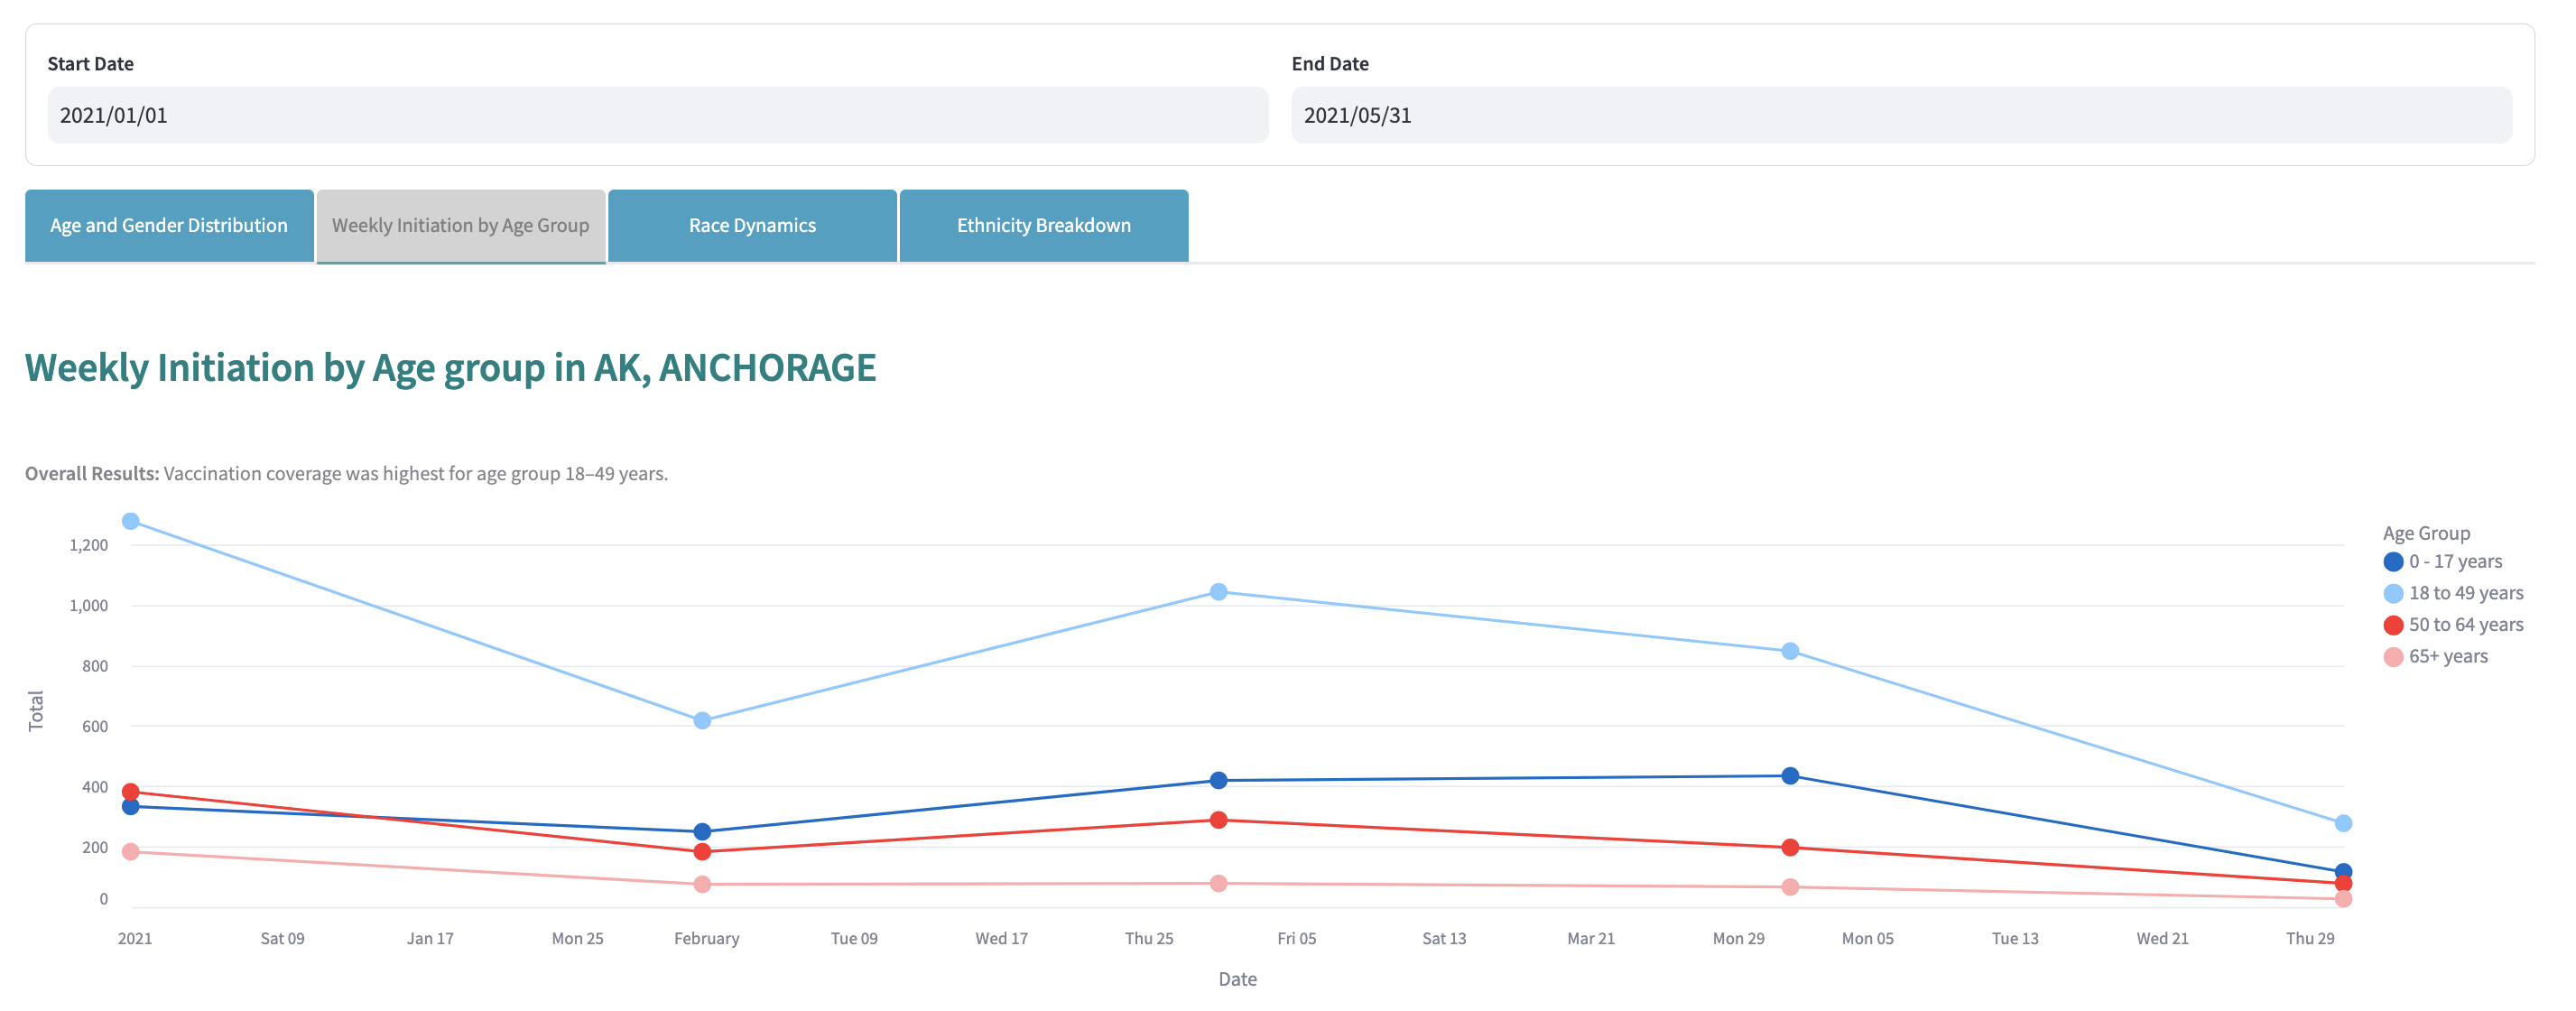 Start Date
End Date
2021/01/01
2021/05/31
Age and Gender Distribution
Weekly Initiation by Age Group
Race Dynamics
Ethnicity Breakdown
Weekly Initiation by Age group in AK, ANCHORAGE
Overall Results: Vaccination coverage was highest for age group 18–49 years.
Total
1,200
1,000
800
600
400
200
0
2021
Sat 09
Jan 17
Mon 25
February
Tue 09
Wed 17
Thu 25
Fri 05
Sat 13
Mar 21
Mon 29
Mon 05
Tue 13
Wed 21
Thu 29
Date
Age Group
0 - 17 years
18 to 49 years
50 to 64 years
65+ years